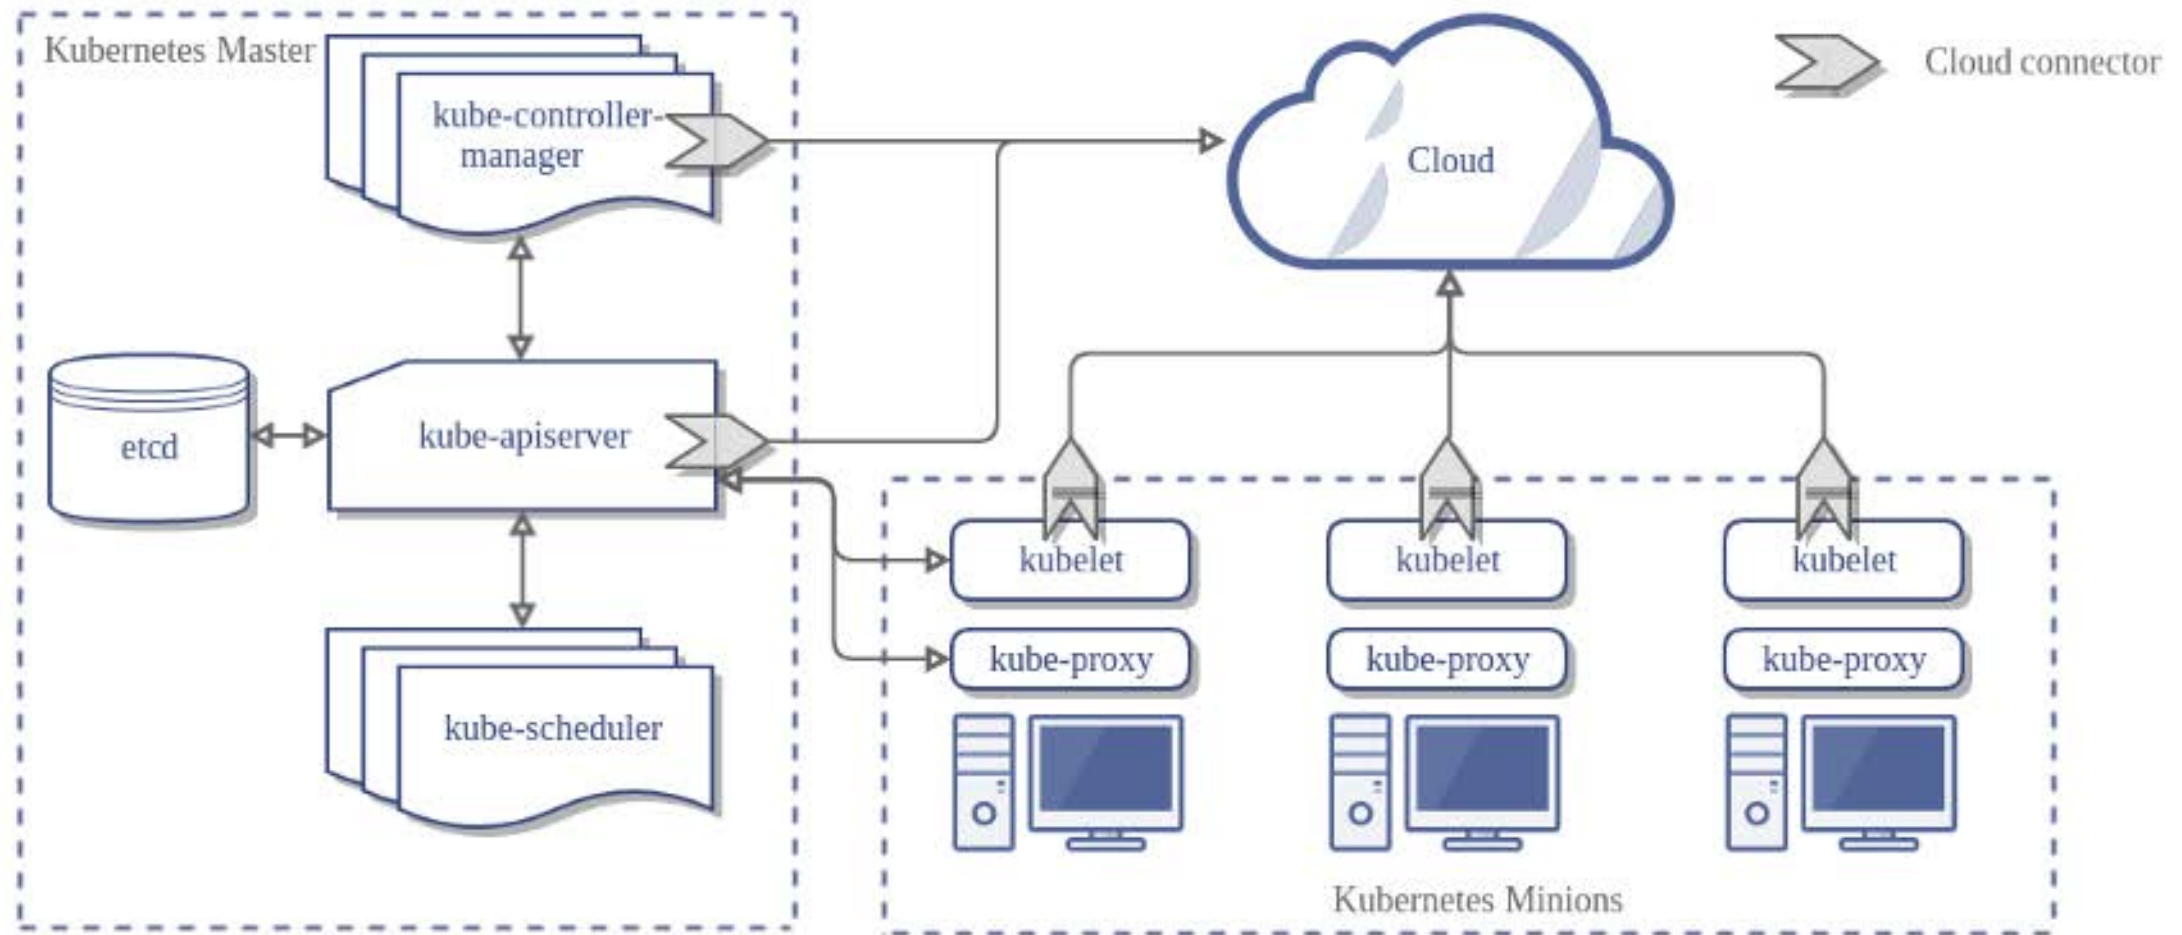 Kubernetes Master
kube-controller-
manager
Cloud
Cloud connector
etcd
kube-apiserver
kube-scheduler
kubelet
kubelet
kubelet
kube-proxy
kube-proxy
kube-proxy
Kubernetes Minions